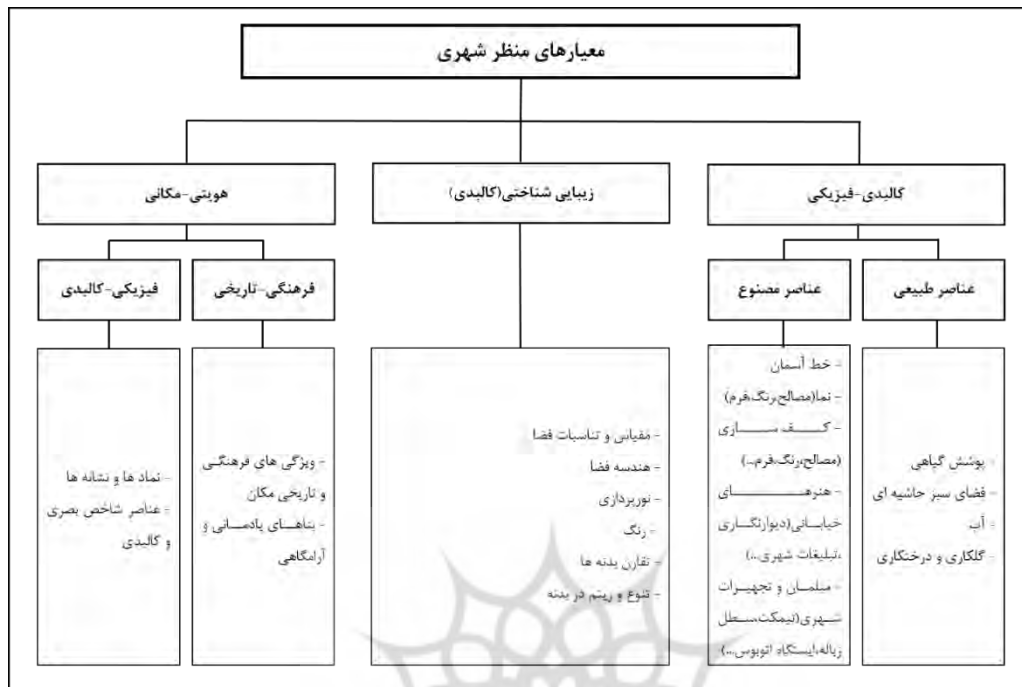 معیارهای منظر شهری
کالبدی-فیزیکی
زیبایی شناختی(کالبدی)
هویتی-مکانی
عناصر طبیعی
عناصر مصنوع
فرهنگی-تاریخی
فیزیکی-کالبدی
- پوشش گیاهی
- فضای سبز حاشیه ای
- آب
- گلکاری و درختکاری
- خط آسمان
- نما(مصالح،رنگ،فرم)
- کف سازی
(مصالح،رنگ،فرم...)
- هنرهای
خیابانی(دیوارنگاری
،تبلیغات شهری...)
- مبلمان و تجهیزات
شهری(نیمکت،سطل
زباله،ایستگاه اتوبوس...)
- مقیاس و تناسبات فضا
- هندسه فضا
- نورپردازی
- رنگ
- تقارن بدنه ها
- تنوع و ریتم در بدنه
- ویژگی های فرهنگی
و تاریخی مکان
- بناهای یادمانی و
آرامگاهی
- نماد ها و نشانه ها
- عناصر شاخص بصری
و کالبدی